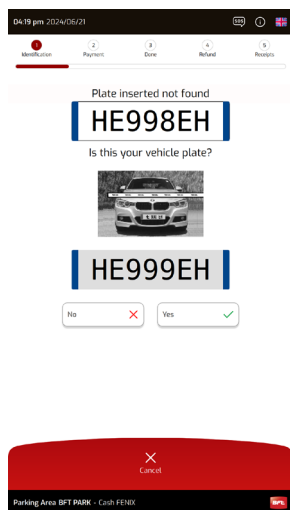 04:19 pm 2024/06/21 SOS
1 2 3 4 5
Identification Payment Done Refund Receipts
Plate inserted not found
HE998EH
Is this your vehicle plate?
HE999EH
No Yes
Cancel
Parking Area BFT PARK - Cash FENIX BFT